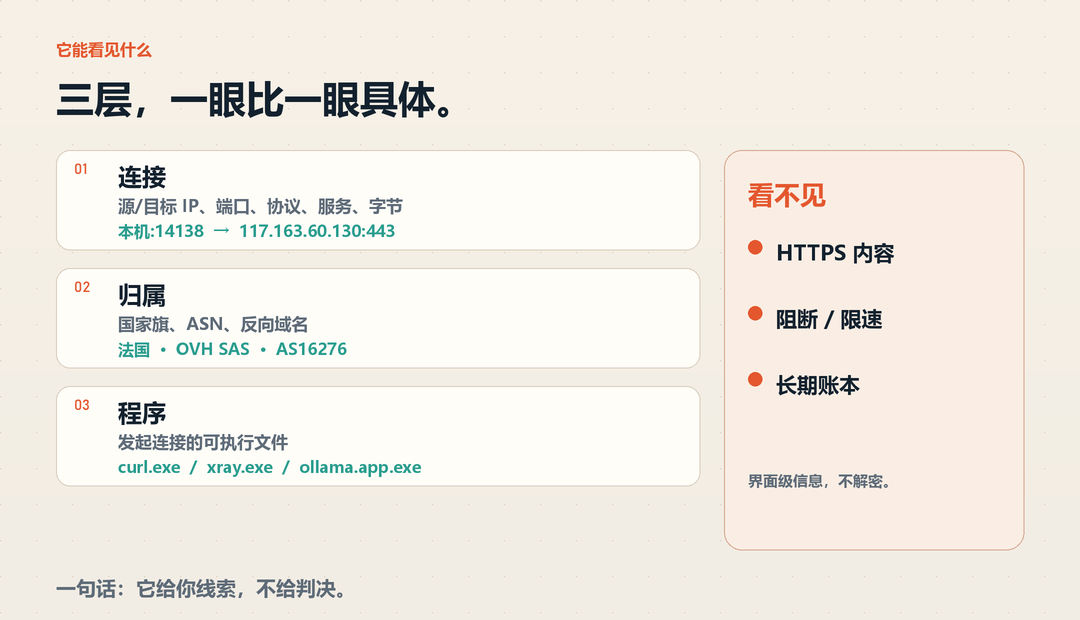 它能看见什么
三层，一眼比一眼具体。
01
连接
源/目标 IP、端口、协议、服务、字节
本机:14138 → 117.163.60.130:443
02
归属
国家旗、ASN、反向域名
法国 • OVH SAS • AS16276
03
程序
发起连接的可执行文件
curl.exe / xray.exe / ollama.app.exe
看不见
HTTPS 内容
阻断 / 限速
长期账本
界面级信息，不解密。
一句话：它给你线索，不给判决。